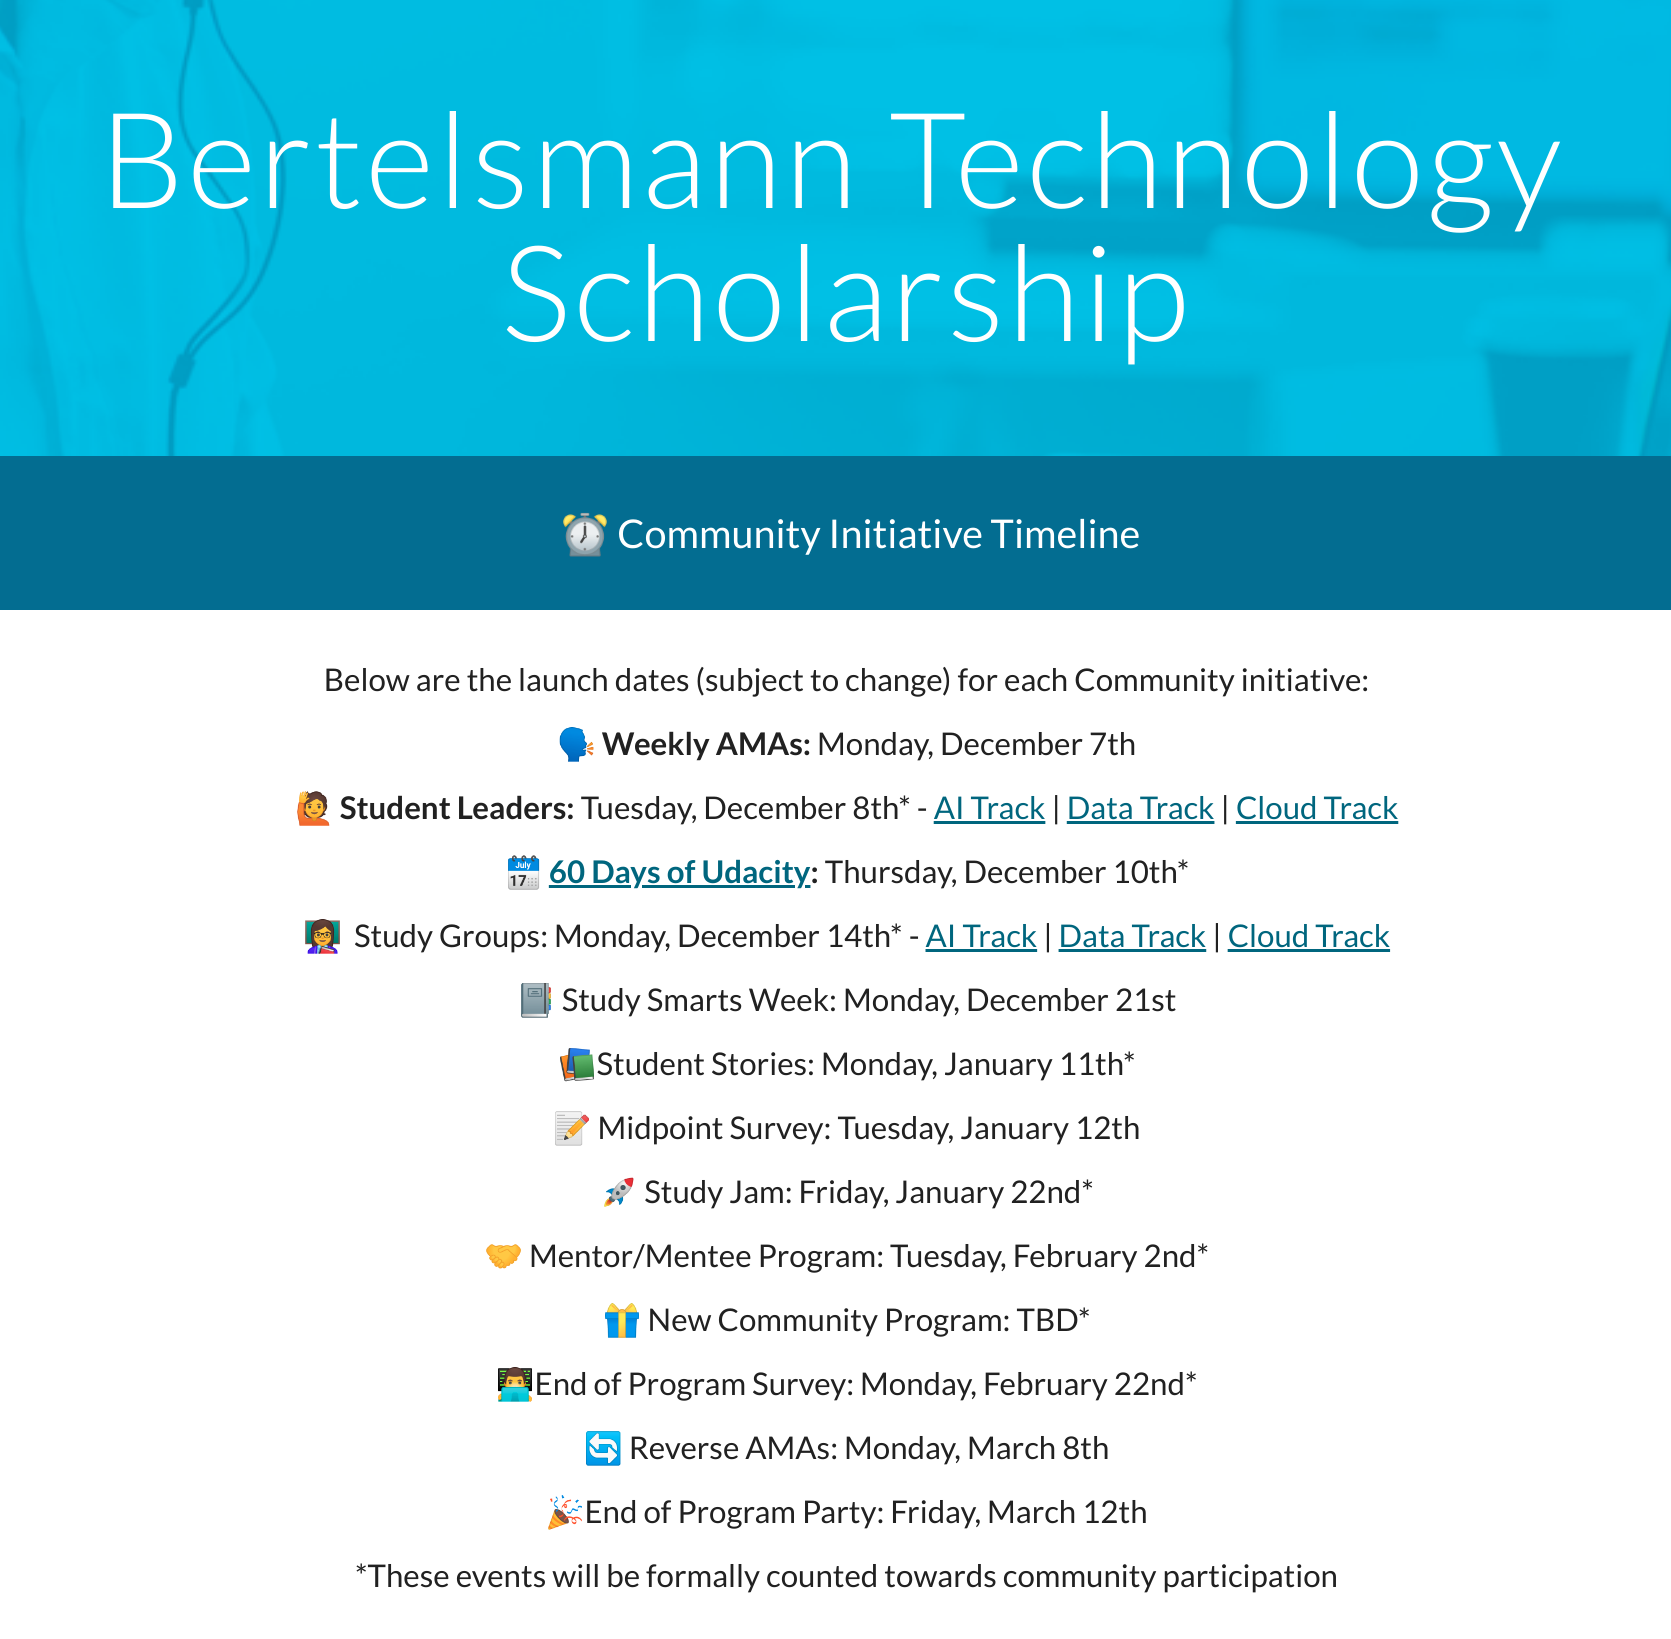 Bertelsmann Technology
Scholarship
⏰ Community Initiative Timeline
Below are the launch dates (subject to change) for each Community initiative:
🗣️ Weekly AMAs: Monday, December 7th
🙋 Student Leaders: Tuesday, December 8th* - AI Track | Data Track | Cloud Track
📅 60 Days of Udacity: Thursday, December 10th*
👩‍🏫 Study Groups: Monday, December 14th* - AI Track | Data Track | Cloud Track
📔 Study Smarts Week: Monday, December 21st
📚Student Stories: Monday, January 11th*
📝 Midpoint Survey: Tuesday, January 12th
🚀 Study Jam: Friday, January 22nd*
🤝 Mentor/Mentee Program: Tuesday, February 2nd*
🎁 New Community Program: TBD*
👨‍💻End of Program Survey: Monday, February 22nd*
🔄 Reverse AMAs: Monday, March 8th
🎉End of Program Party: Friday, March 12th
*These events will be formally counted towards community participation